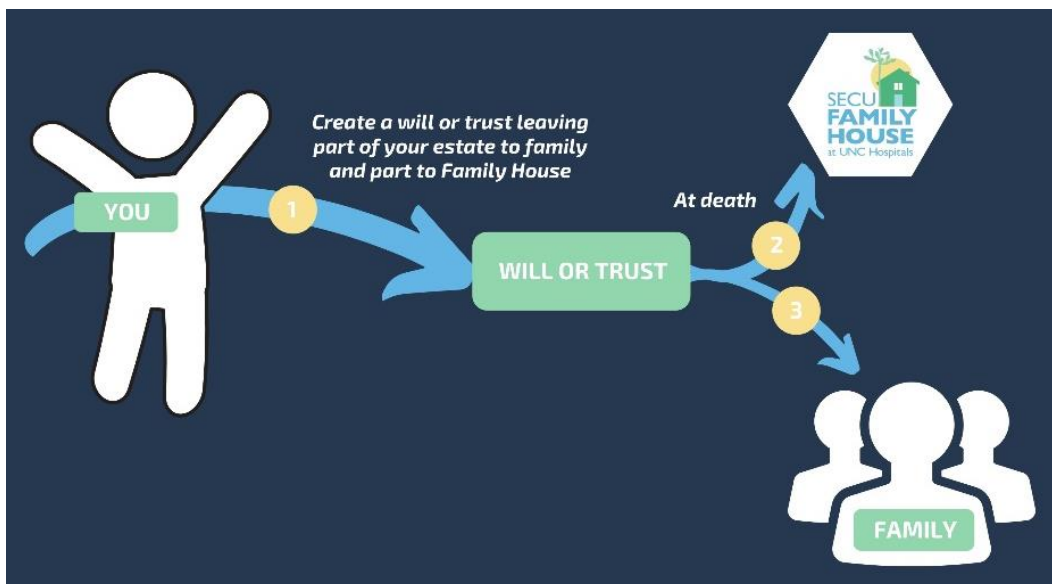 YOU
1
Create a will or trust leaving
part of your estate to family
and part to Family House
WILL OR TRUST
At death
2
3
SECU
FAMILY
HOUSE
at UNC Hospitals
FAMILY